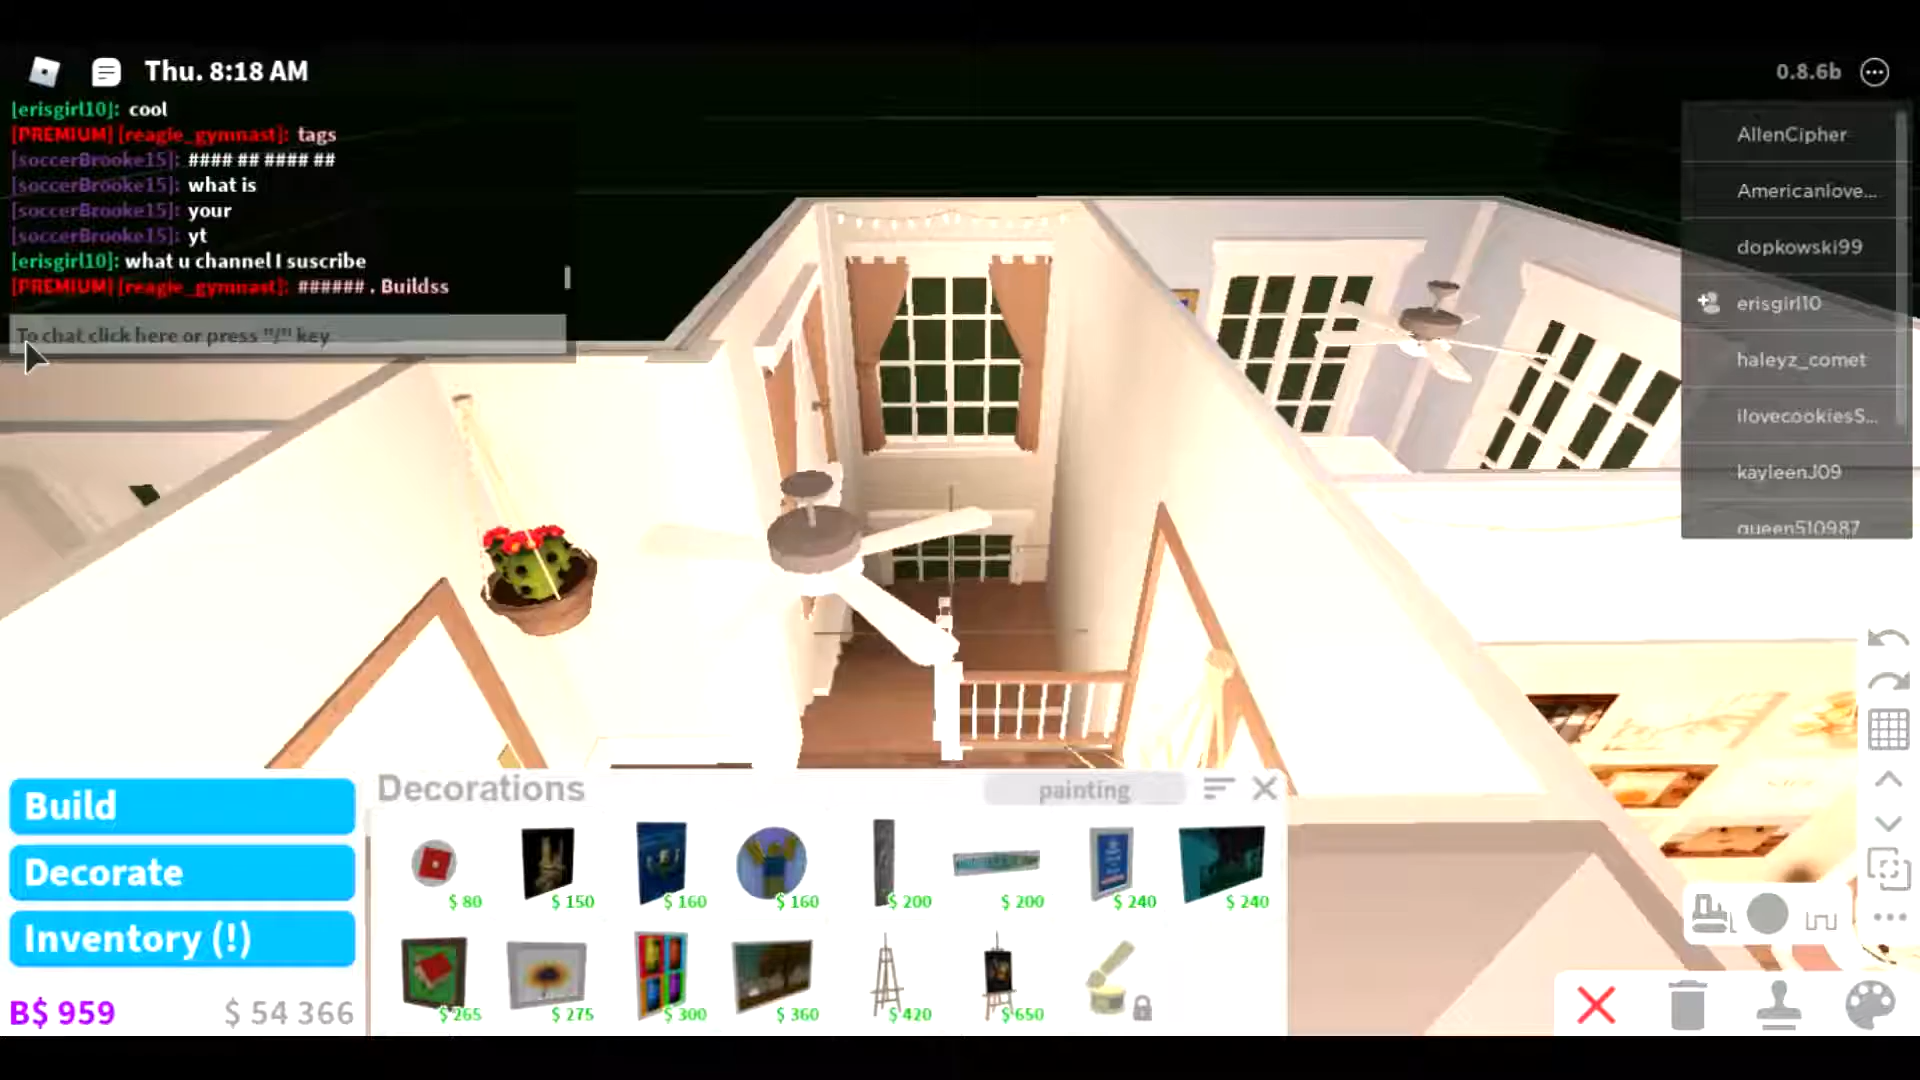 Thu. 8:18 AM
0.8.6b
[erisgirl10]: cool
[PREMIUM] [reagle_gymnast]: tags
[soccerBrooke15]: #### ## #### ##
[soccerBrooke15]: what is
[soccerBrooke15]: your
[soccerBrooke15]: yt
[erisgirl10]: what u channel I suscribe
[PREMIUM] [reagle_gymnast]: ###### . Buildss
To chat click here or press "/" key
AllenCipher
Americanlove...
dopkowski99
erisgirl10
haleyz_comet
ilovecookiesS...
kayleenJ09
queen510987
Build
Decorate
Inventory (!)
B$ 959
$ 54 366
Decorations
painting
$ 80
$ 150
$ 160
$ 160
$ 200
$ 200
$ 240
$ 240
$ 265
$ 275
$ 300
$ 360
$ 420
$ 650